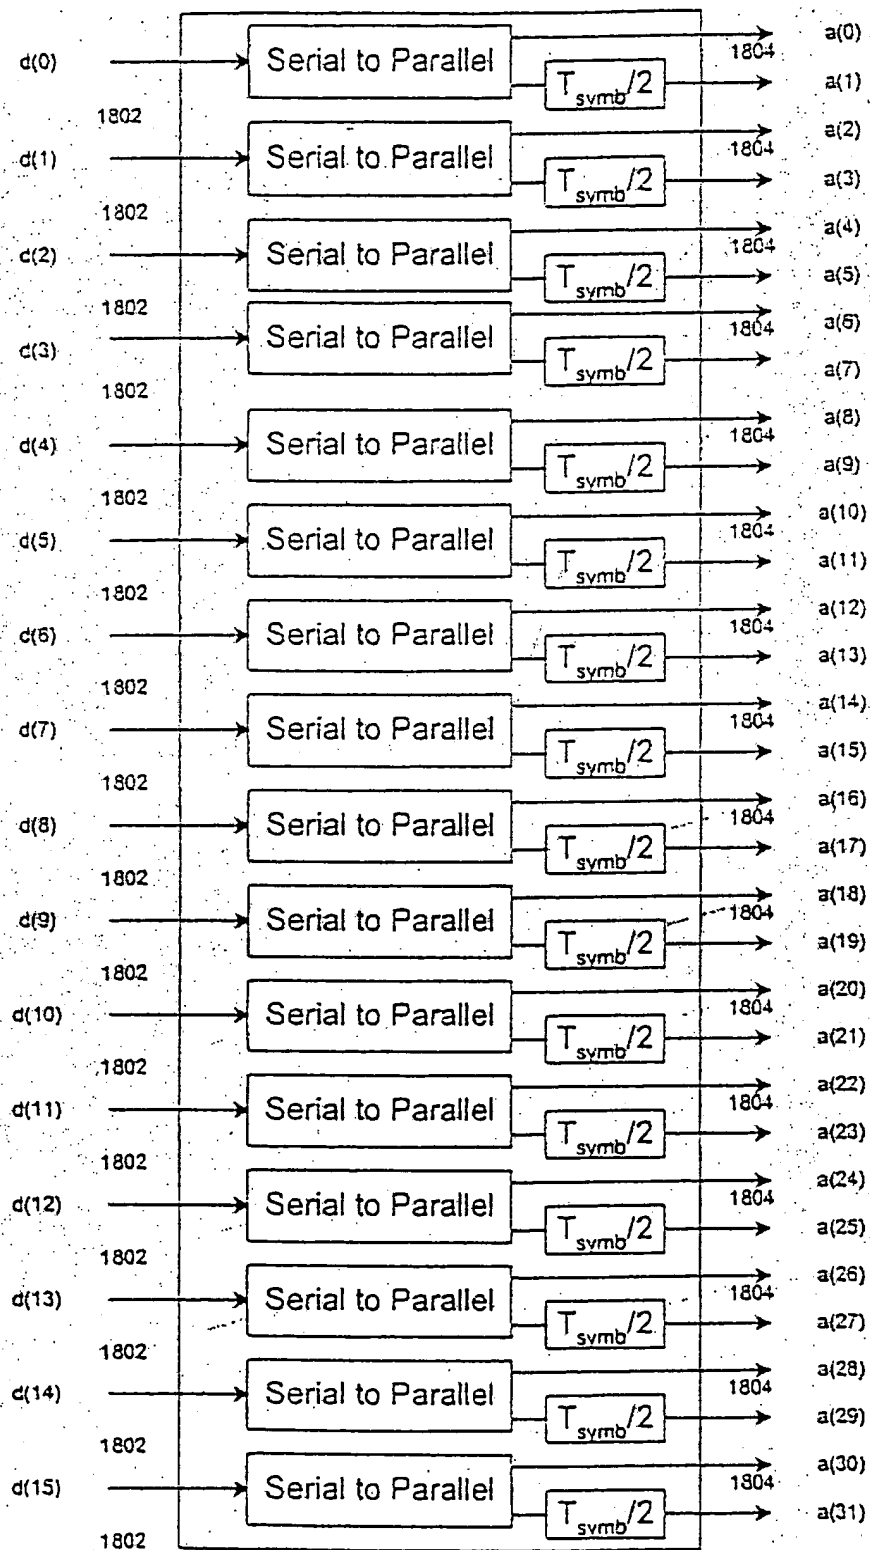 a(0)
d(0) Serial to Parallel 1804
T_symb/2 a(1)
1802 a(2)
d(1) Serial to Parallel 1804
T_symb/2 a(3)
1802 a(4)
d(2) Serial to Parallel 1804
T_symb/2 a(5)
1802 a(6)
d(3) Serial to Parallel 1804
T_symb/2 a(7)
1802 a(8)
d(4) Serial to Parallel 1804
T_symb/2 a(9)
1802 a(10)
d(5) Serial to Parallel 1804
T_symb/2 a(11)
1802 a(12)
d(6) Serial to Parallel 1804
T_symb/2 a(13)
1802 a(14)
d(7) Serial to Parallel 1804
T_symb/2 a(15)
1802 a(16)
d(8) Serial to Parallel 1804
T_symb/2 a(17)
1802 a(18)
d(9) Serial to Parallel 1804
T_symb/2 a(19)
1802 a(20)
d(10) Serial to Parallel 1804
T_symb/2 a(21)
1802 a(22)
d(11) Serial to Parallel 1804
T_symb/2 a(23)
1802 a(24)
d(12) Serial to Parallel 1804
T_symb/2 a(25)
1802 a(26)
d(13) Serial to Parallel 1804
T_symb/2 a(27)
1802 a(28)
d(14) Serial to Parallel 1804
T_symb/2 a(29)
1802 a(30)
d(15) Serial to Parallel 1804
T_symb/2 a(31)
1802